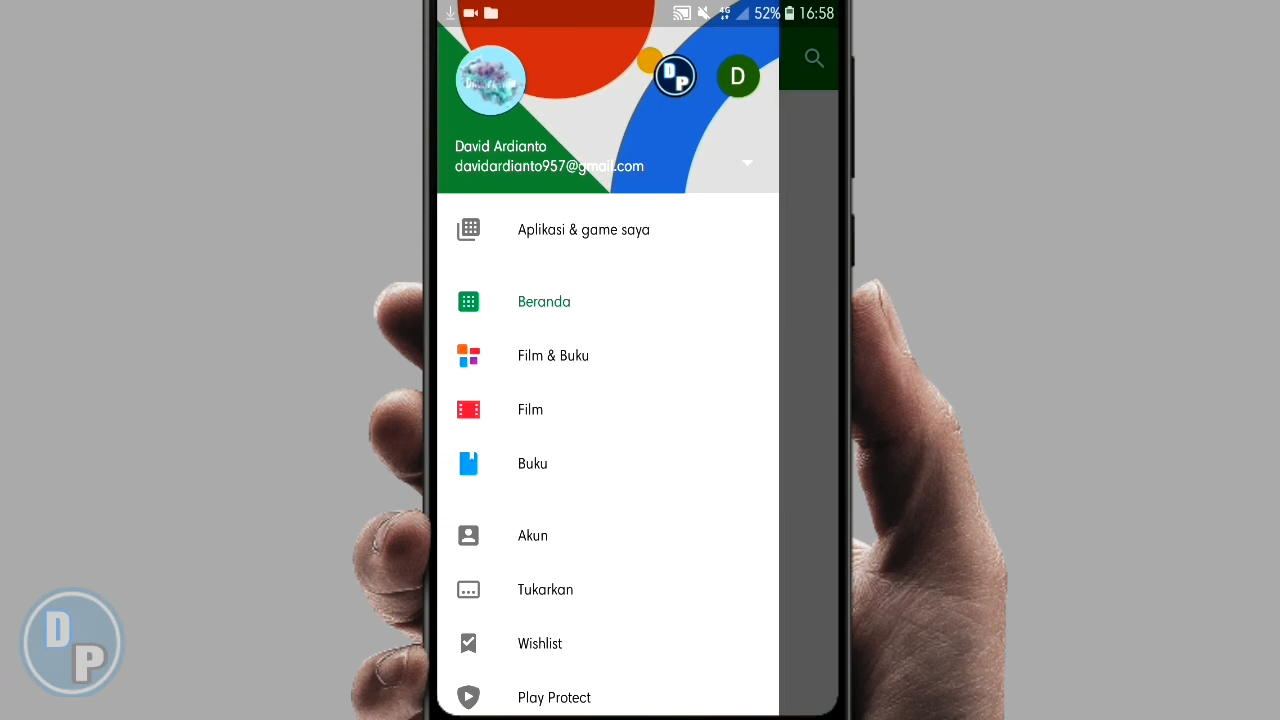 4G 52% 16:58
D P
D
David Ardianto
davidardianto957@gmail.com
Aplikasi & game saya
Beranda
Film & Buku
Film
Buku
Akun
Tukarkan
Wishlist
Play Protect
D P